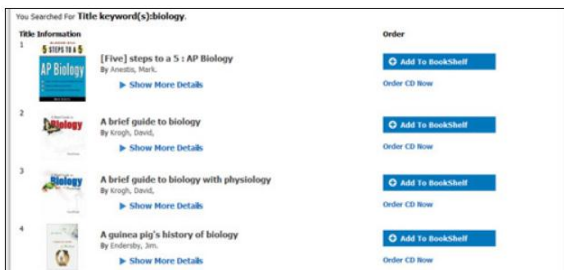 You Searched For Title keyword(s):biology.
Title Information Order
1
5 STEPS TO A 5
AP Biology
[Five] steps to a 5 : AP Biology
By Anestis, Mark.
Show More Details
Add To BookShelf
Order CD Now
2
Biology
A brief guide to biology
By Krogh, David,
Show More Details
Add To BookShelf
Order CD Now
3
Biology
A brief guide to biology with physiology
By Krogh, David,
Show More Details
Add To BookShelf
Order CD Now
4
A guinea pig's history of biology
By Endersby, Jim.
Show More Details
Add To BookShelf
Order CD Now